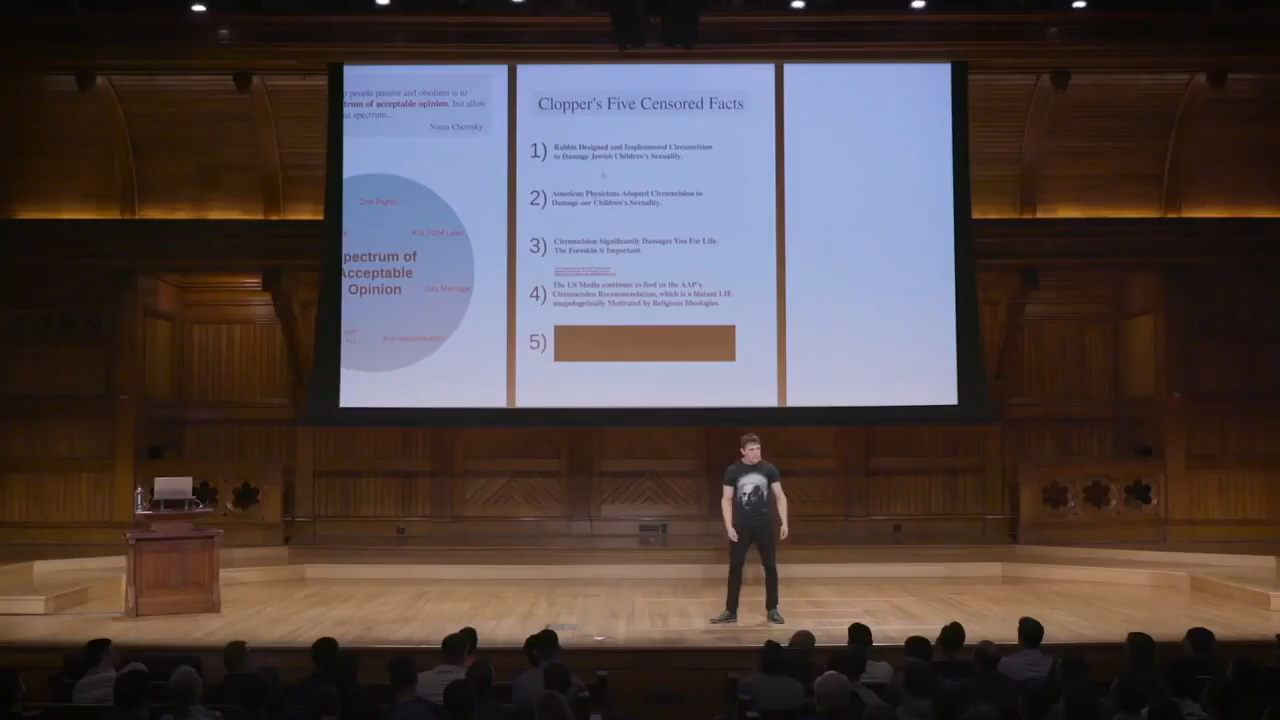 people passive and obedient is to
trum of acceptable opinion, but allow
at spectrum...
Noam Chomsky
Civil Rights
Anti FGM Laws
pectrum of
Acceptable
Opinion
Gay Marriage
Clopper's Five Censored Facts
1) Rabbis Designed and Implemented Circumcision
to Damage Jewish Children's Sexuality.
2) American Physicians Adopted Circumcision to
Damage our Children's Sexuality.
3) Circumcision Significantly Damages You For Life.
The Foreskin is Important.
4) The US Media continues to feed us the AAP's
Circumcision Recommendation, which is a blatant LIE
unapologetically Motivated by Religious Ideologies.
5)